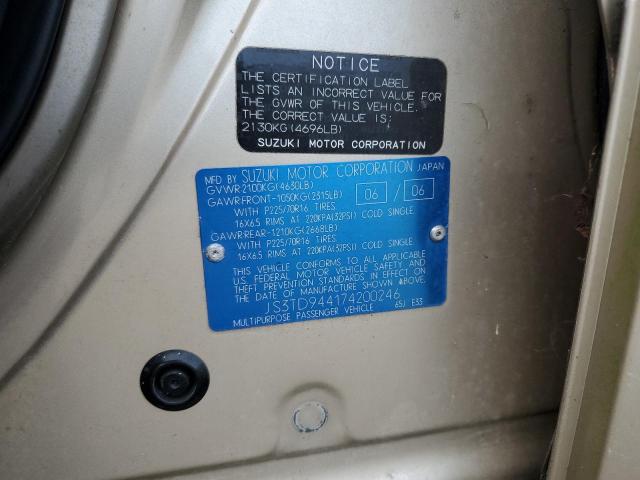 NOTICE
THE CERTIFICATION LABEL
LISTS AN INCORRECT VALUE FOR
THE GVWR OF THIS VEHICLE.
THE CORRECT VALUE IS:
2130KG(4696LB)
SUZUKI MOTOR CORPORATION
MFD BY SUZUKI MOTOR CORPORATION JAPAN
GVWR:2100KG(4630LB)
GAWR:FRONT-1050KG(2315LB) 06 / 06
WITH P225/70R16 TIRES
16X6.5 RIMS AT 220KPA(32PSI) COLD SINGLE
GAWR:REAR-1210KG(2668LB)
WITH P225/70R16 TIRES
16X6.5 RIMS AT 220KPA(32PSI) COLD SINGLE
THIS VEHICLE CONFORMS TO ALL APPLICABLE
U.S. FEDERAL MOTOR VEHICLE SAFETY AND
THEFT PREVENTION STANDARDS IN EFFECT ON
THE DATE OF MANUFACTURE SHOWN ABOVE.
JS3TD944174200246
MULTIPURPOSE PASSENGER VEHICLE 65J E33